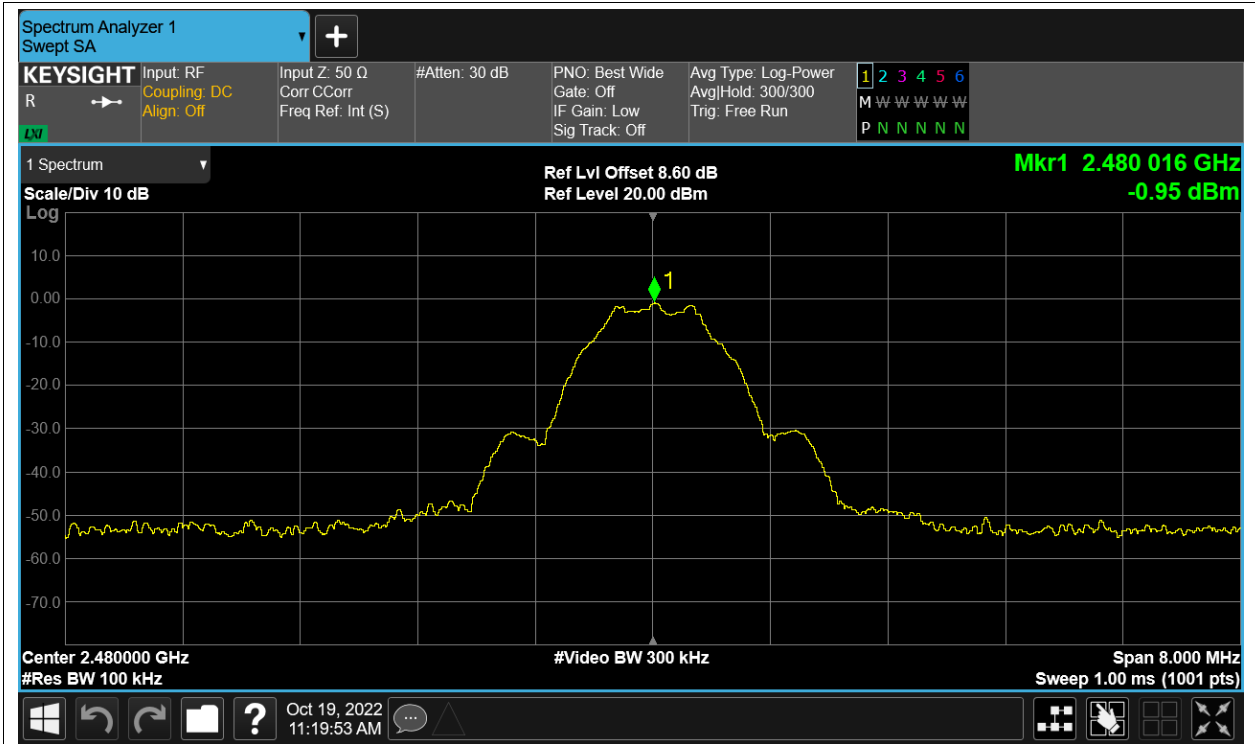 Spectrum Analyzer 1
Swept SA
KEYSIGHT
R
LXI
Input: RF
Coupling: DC
Align: Off
Input Z: 50 Ω
Corr CCorr
Freq Ref: Int (S)
#Atten: 30 dB
PNO: Best Wide
Gate: Off
IF Gain: Low
Sig Track: Off
Avg Type: Log-Power
Avg|Hold: 300/300
Trig: Free Run
1 2 3 4 5 6
M W W W W W
P N N N N N
1 Spectrum
Scale/Div 10 dB
Log
Ref Lvl Offset 8.60 dB
Ref Level 20.00 dBm
Mkr1 2.480 016 GHz
-0.95 dBm
1
10.0
0.00
-10.0
-20.0
-30.0
-40.0
-50.0
-60.0
-70.0
Center 2.480000 GHz
#Res BW 100 kHz
#Video BW 300 kHz
Span 8.000 MHz
Sweep 1.00 ms (1001 pts)
?
Oct 19, 2022
11:19:53 AM